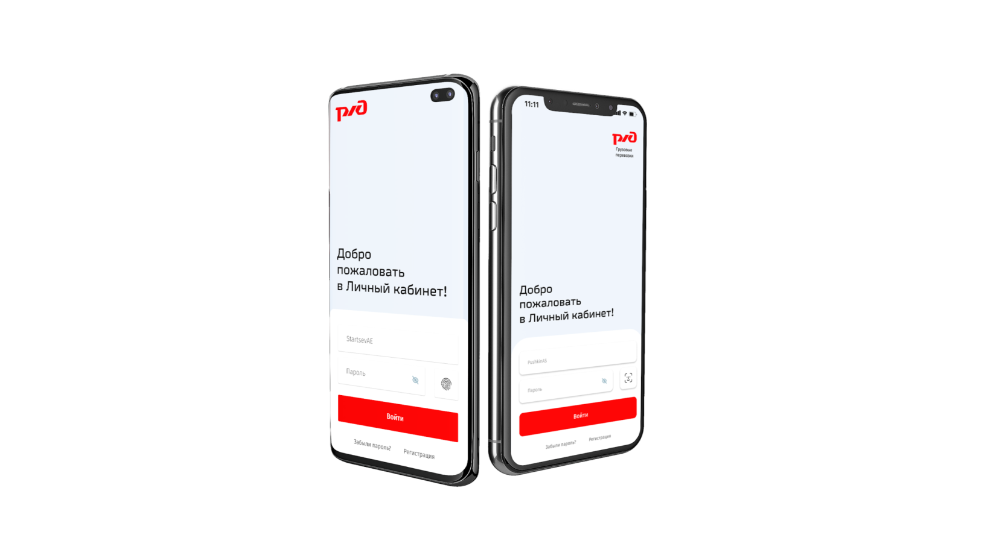 ржд
Добро
пожаловать
в Личный кабинет!
StartsevAE
Пароль
Войти
Забыли пароль?
Регистрация
11:11
ржд
Грузовые
перевозки
Добро
пожаловать
в Личный кабинет!
PushkinAS
Пароль
Войти
Забыли пароль?
Регистрация